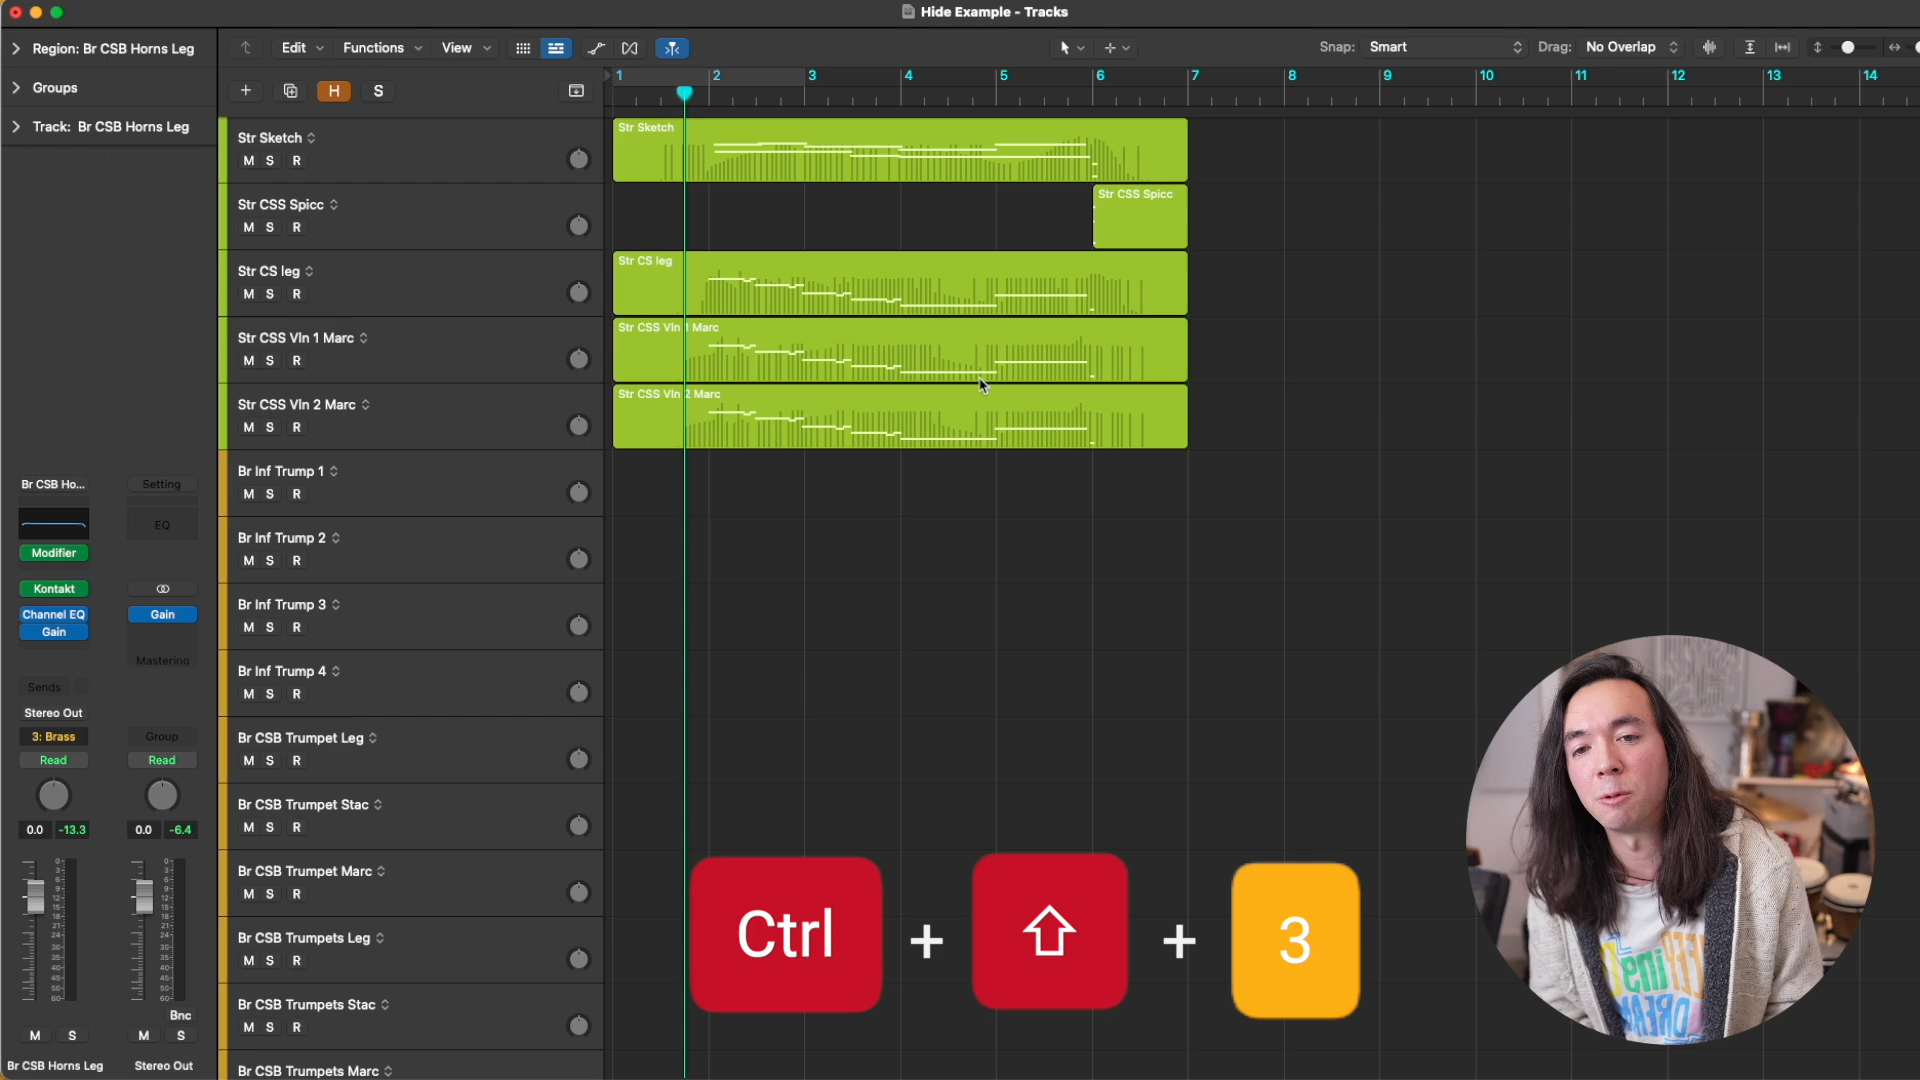 Hide Example - Tracks
Region: Br CSB Horns Leg
Groups
Track: Br CSB Horns Leg
Edit
Functions
View
Snap: Smart
Drag: No Overlap
H
S
1 2 3 4 5 6 7 8 9 10 11 12 13 14
Str Sketch
M S R
Str CSS Spicc
M S R
Str CS leg
M S R
Str CSS Vln 1 Marc
M S R
Str CSS Vln 2 Marc
M S R
Br Inf Trump 1
M S R
Br Inf Trump 2
M S R
Br Inf Trump 3
M S R
Br Inf Trump 4
M S R
Br CSB Trumpet Leg
M S R
Br CSB Trumpet Stac
M S R
Br CSB Trumpet Marc
M S R
Br CSB Trumpets Leg
M S R
Br CSB Trumpets Stac
M S R
Br CSB Trumpets Marc
Str Sketch
Str CSS Spicc
Str CS leg
Str CSS Vln 1 Marc
Str CSS Vln 2 Marc
Br CSB Ho...
Modifier
Kontakt
Channel EQ
Gain
Sends
Stereo Out
3: Brass
Read
0.0 -13.3
M S
Br CSB Horns Leg
Setting
EQ
Gain
Mastering
Group
Read
0.0 -6.4
Bnc
M S
Stereo Out
Ctrl + + 3